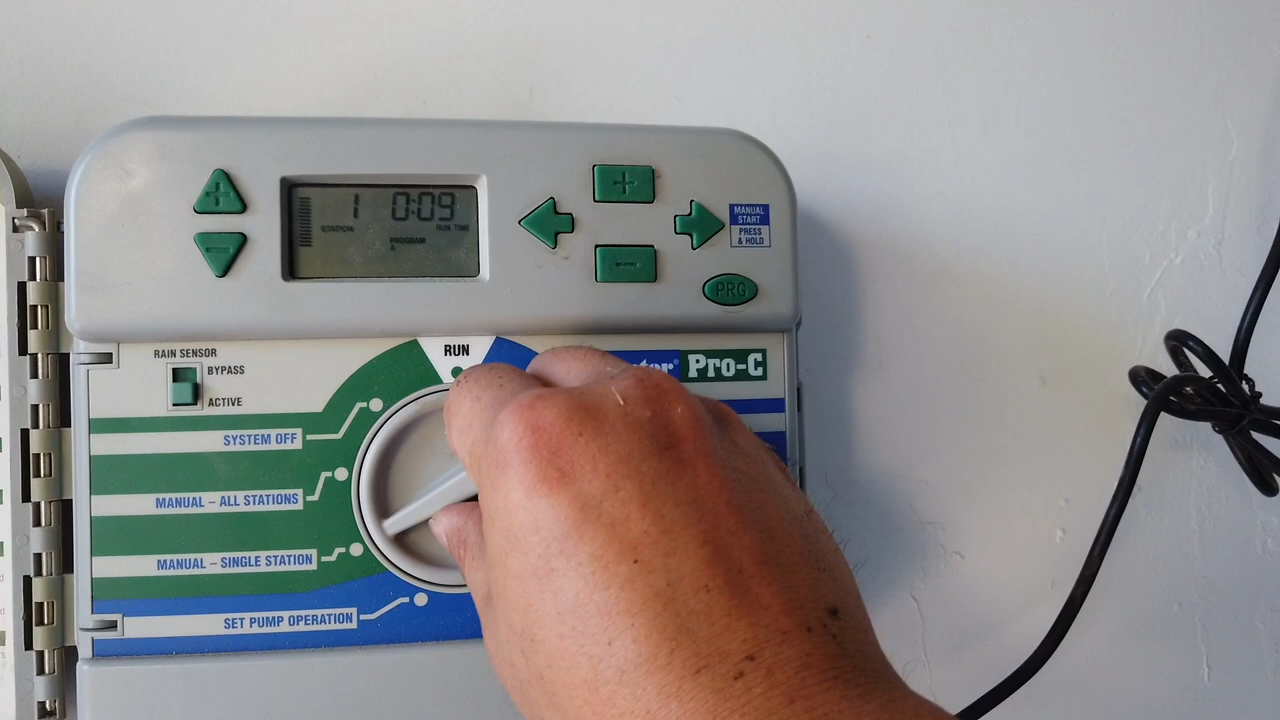 1 0:09
STATION
RUN TIME
PROGRAM
A
MANUAL
START
PRESS
& HOLD
PRG
RUN
Pro-C
RAIN SENSOR
BYPASS
ACTIVE
SYSTEM OFF
MANUAL – ALL STATIONS
MANUAL – SINGLE STATION
SET PUMP OPERATION